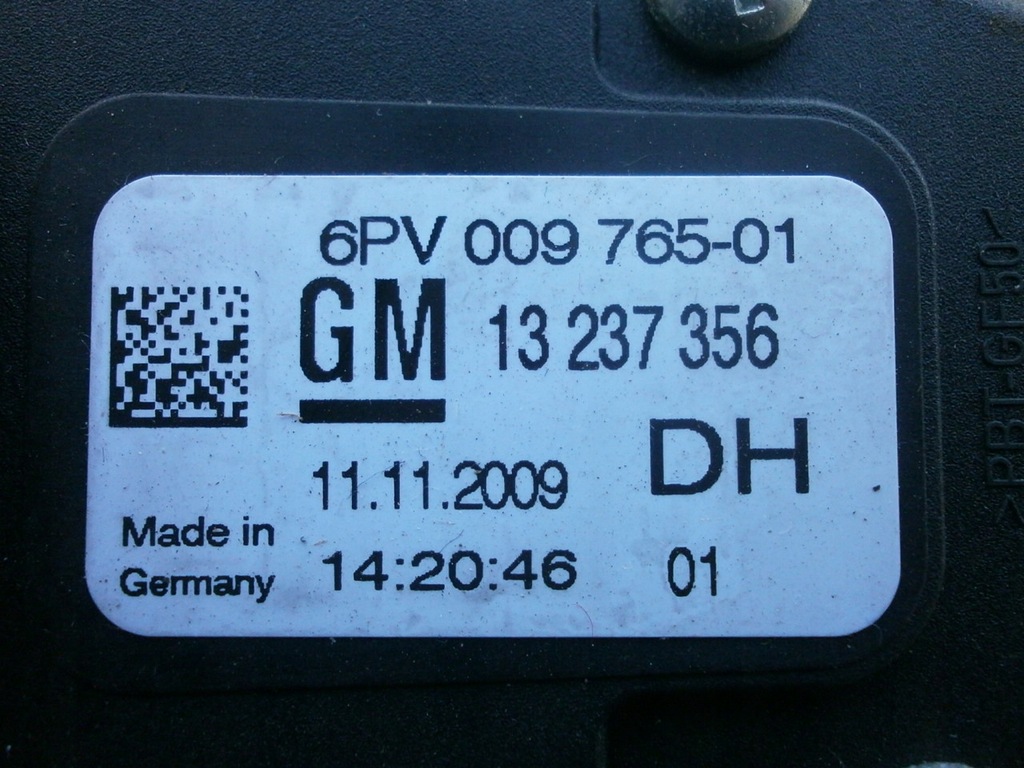 6PV 009 765-01
GM 13 237 356
DH
11.11.2009
Made in
Germany
14:20:46 01
>PBT-GF50<